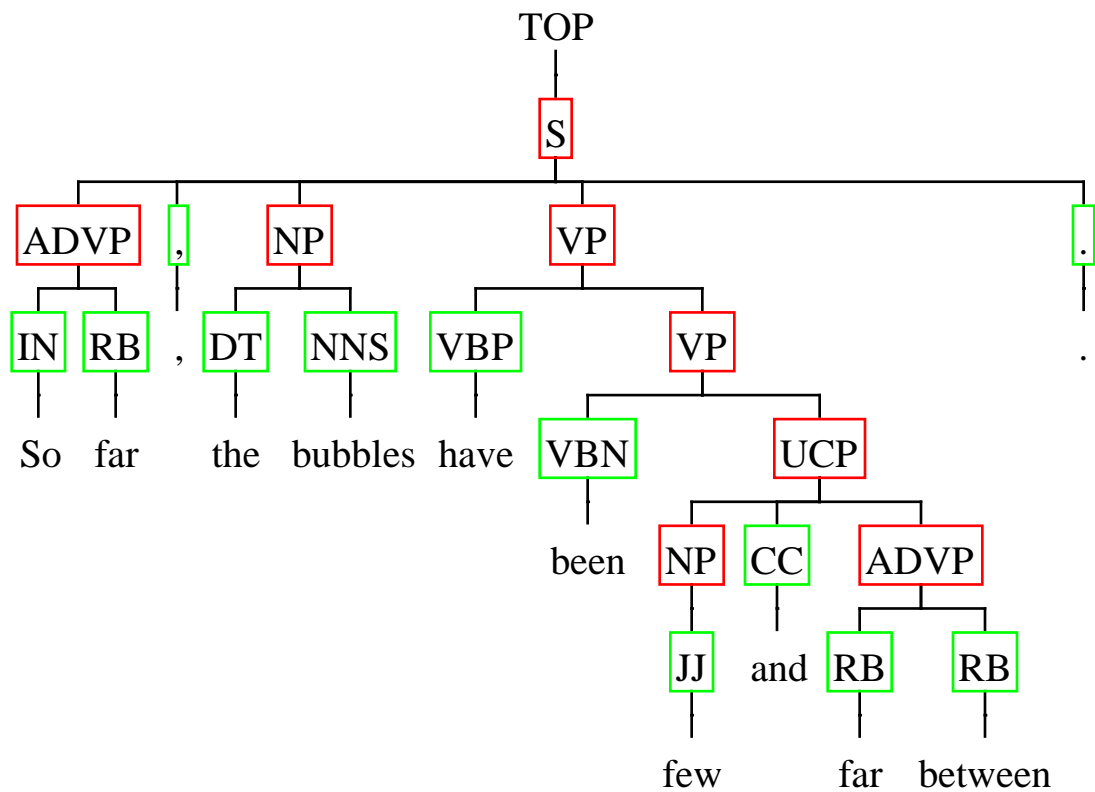 TOP
S
ADVP , NP VP .
IN RB , DT NNS VBP VP .
So far the bubbles have VBN UCP
been NP CC ADVP
JJ and RB RB
few far between